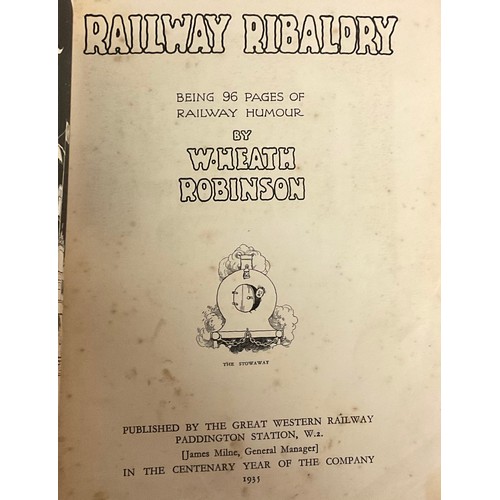 RAILWAY RIBALDRY
BEING 96 PAGES OF
RAILWAY HUMOUR
BY
W. HEATH
ROBINSON
THE STOWAWAY
PUBLISHED BY THE GREAT WESTERN RAILWAY
PADDINGTON STATION, W.2.
[James Milne, General Manager]
IN THE CENTENARY YEAR OF THE COMPANY
1935